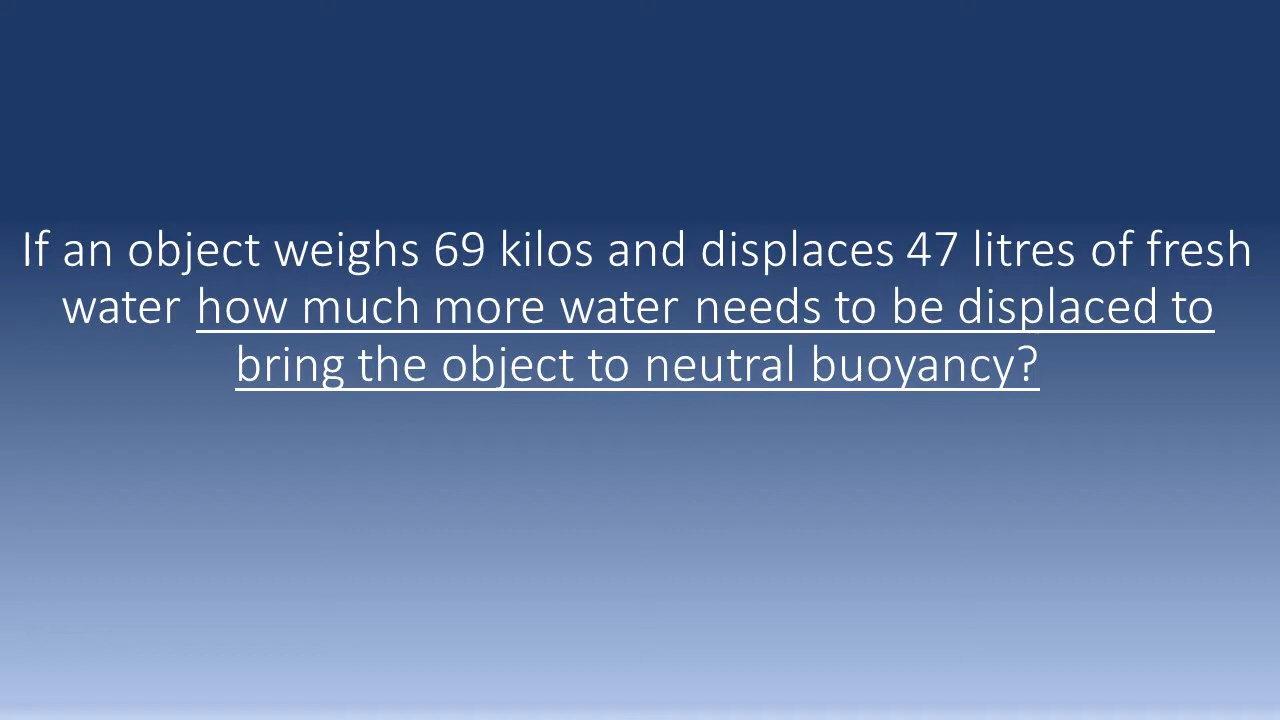 If an object weighs 69 kilos and displaces 47 litres of fresh
water how much more water needs to be displaced to
bring the object to neutral buoyancy?